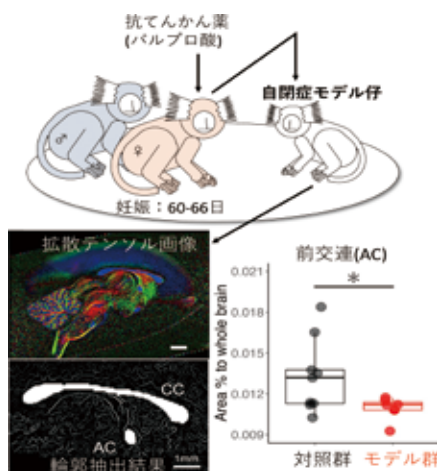 抗てんかん薬
(バルプロ酸)
自閉症モデル仔
♂
♀
妊娠:60-66日
拡散テンソル画像
CC
AC
輪郭抽出結果
1mm
前交連(AC)
Area % to whole brain
0.021
0.018
0.015
0.012
0.009
*
対照群
モデル群